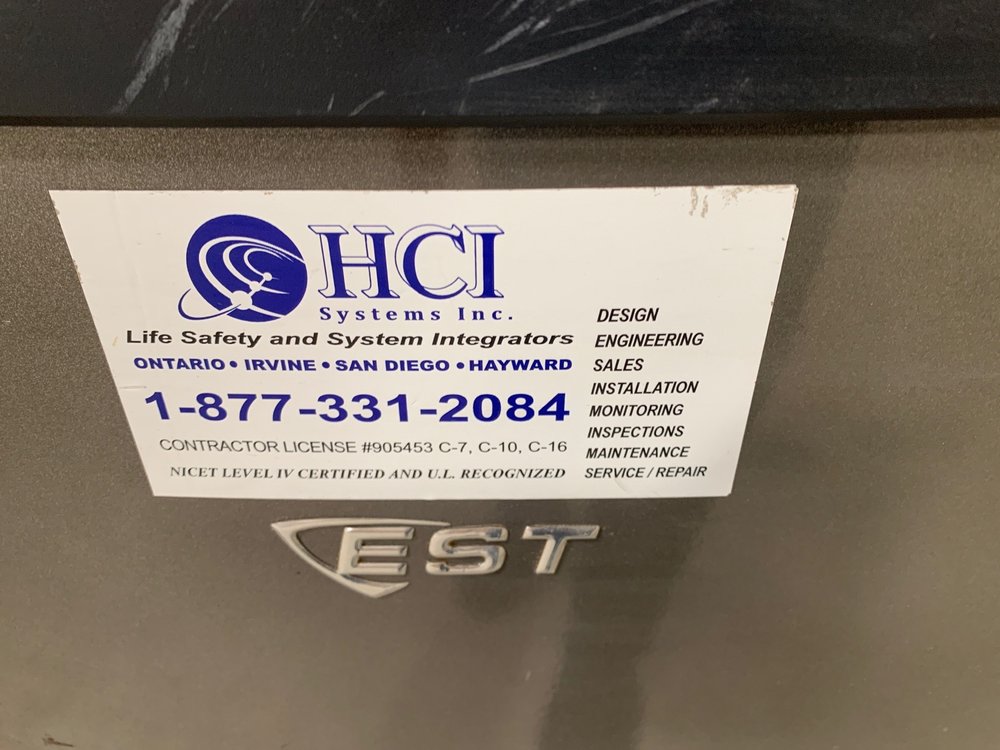 HCI
Systems Inc.
Life Safety and System Integrators
ONTARIO • IRVINE • SAN DIEGO • HAYWARD
1-877-331-2084
CONTRACTOR LICENSE #905453 C-7, C-10, C-16
NICET LEVEL IV CERTIFIED AND U.L. RECOGNIZED
DESIGN
ENGINEERING
SALES
INSTALLATION
MONITORING
INSPECTIONS
MAINTENANCE
SERVICE / REPAIR
EST